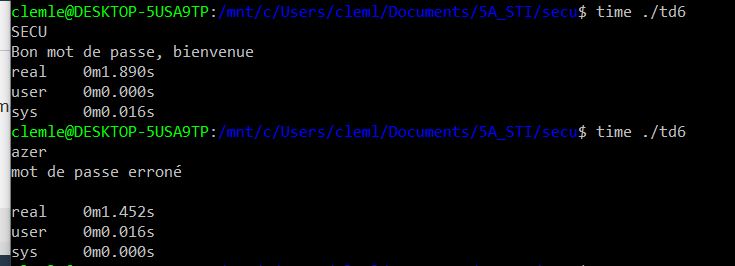 clemle@DESKTOP-5USA9TP:/mnt/c/Users/cleml/Documents/5A_STI/secu$ time ./td6
SECU
Bon mot de passe, bienvenue
real    0m1.890s
user    0m0.000s
sys     0m0.016s
clemle@DESKTOP-5USA9TP:/mnt/c/Users/cleml/Documents/5A_STI/secu$ time ./td6
azer
mot de passe erroné

real    0m1.452s
user    0m0.016s
sys     0m0.000s